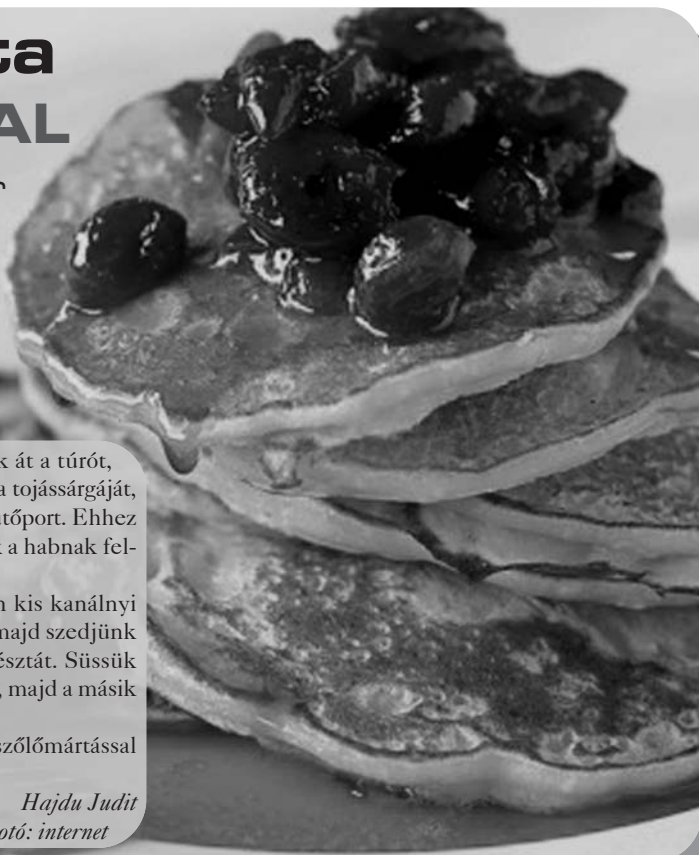 ta
AL
k át a túrót,
a tojássárgáját,
tőport. Ehhez
k a habnak fel-
n kis kanálnyi
majd szedjünk
észtát. Süssük
, majd a másik
szőlőmártással
Hajdu Judit
otó: internet